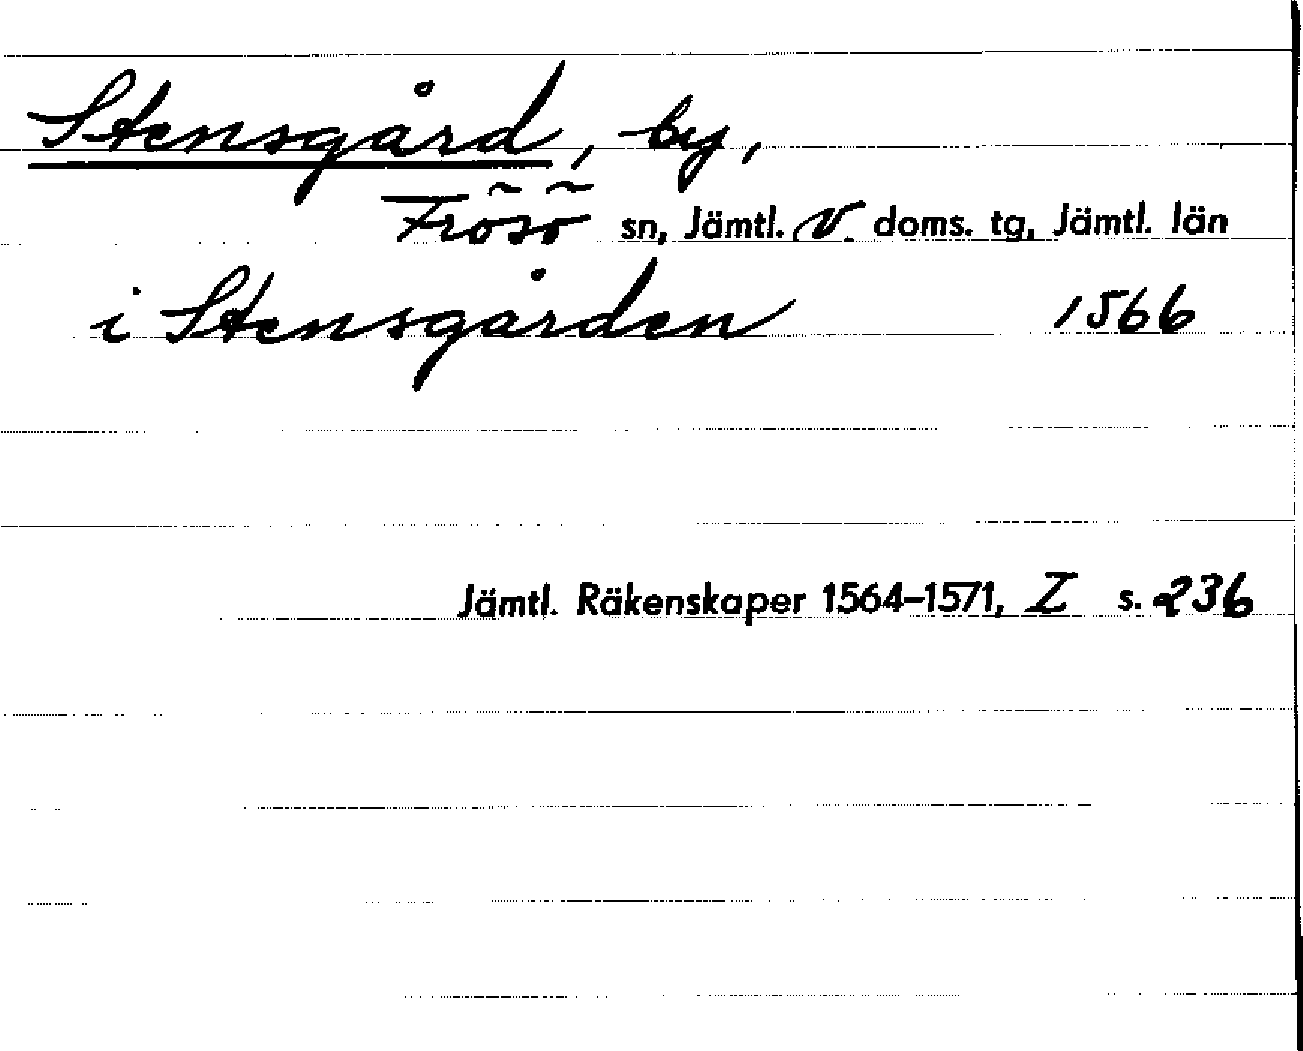 Stensgård, by,
Frösö sn, Jämtl. V. doms. tg, Jämtl. län
i Stensgården 1566
Jämtl. Räkenskaper 1564–1571, I s. 236